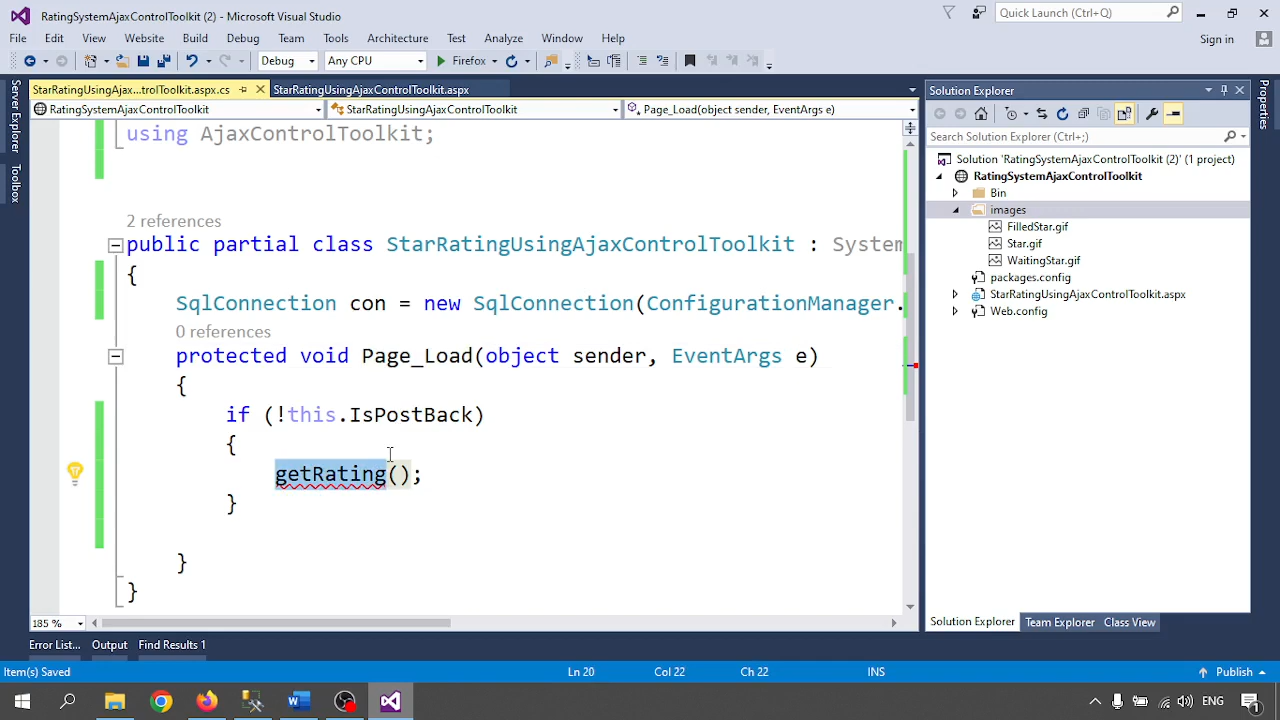 RatingSystemAjaxControlToolkit (2) - Microsoft Visual Studio
Quick Launch (Ctrl+Q)
File Edit View Website Build Debug Team Tools Architecture Test Analyze Window Help
Sign in
Debug Any CPU Firefox
StarRatingUsingAjax...trolToolkit.aspx.cs StarRatingUsingAjaxControlToolkit.aspx
RatingSystemAjaxControlToolkit StarRatingUsingAjaxControlToolkit Page_Load(object sender, EventArgs e)
Server Explorer
Toolbox
using AjaxControlToolkit;
2 references
public partial class StarRatingUsingAjaxControlToolkit : System
{
SqlConnection con = new SqlConnection(ConfigurationManager.
0 references
protected void Page_Load(object sender, EventArgs e)
{
if (!this.IsPostBack)
{
getRating();
}
}
}
185 %
Solution Explorer
Search Solution Explorer (Ctrl+;)
Solution 'RatingSystemAjaxControlToolkit (2)' (1 project)
RatingSystemAjaxControlToolkit
Bin
images
FilledStar.gif
Star.gif
WaitingStar.gif
packages.config
StarRatingUsingAjaxControlToolkit.aspx
Web.config
Solution Explorer Team Explorer Class View
Properties
Error List... Output Find Results 1
Item(s) Saved Ln 20 Col 22 Ch 22 INS Publish
ENG